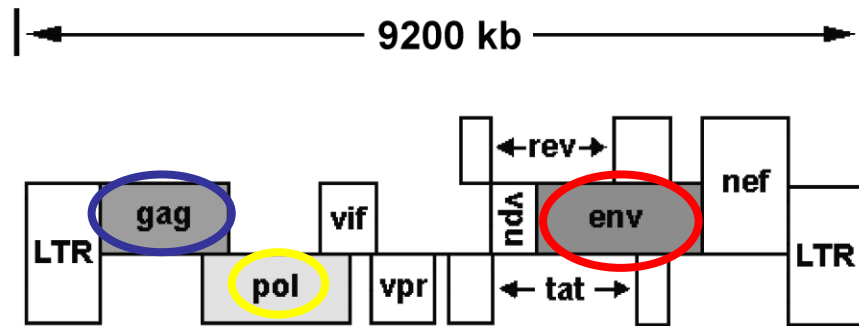 9200 kb
rev
nef
gag
vif
vpu
env
LTR
LTR
pol
vpr
tat